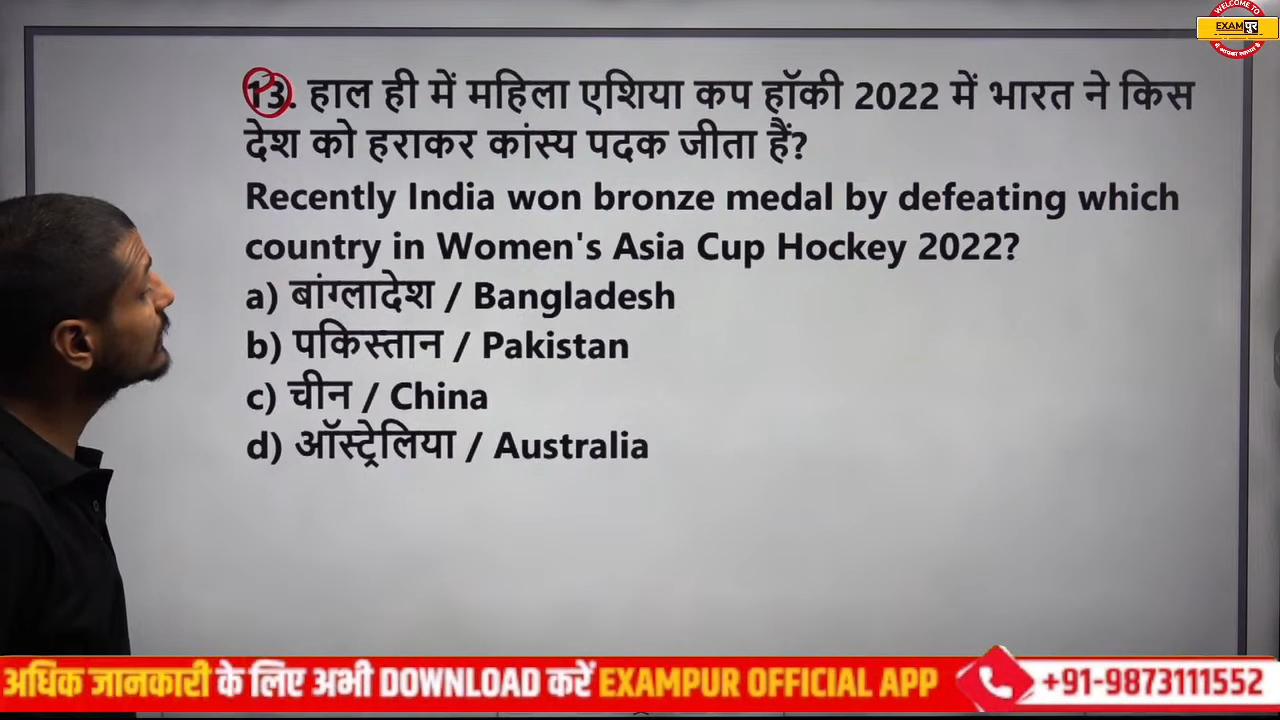 WELCOME TO
EXAMपुर
13. हाल ही में महिला एशिया कप हॉकी 2022 में भारत ने किस
देश को हराकर कांस्य पदक जीता हैं?
Recently India won bronze medal by defeating which
country in Women's Asia Cup Hockey 2022?
a) बांग्लादेश / Bangladesh
b) पकिस्तान / Pakistan
c) चीन / China
d) ऑस्ट्रेलिया / Australia
अधिक जानकारी के लिए अभी DOWNLOAD करें EXAMPUR OFFICIAL APP
+91-9873111552